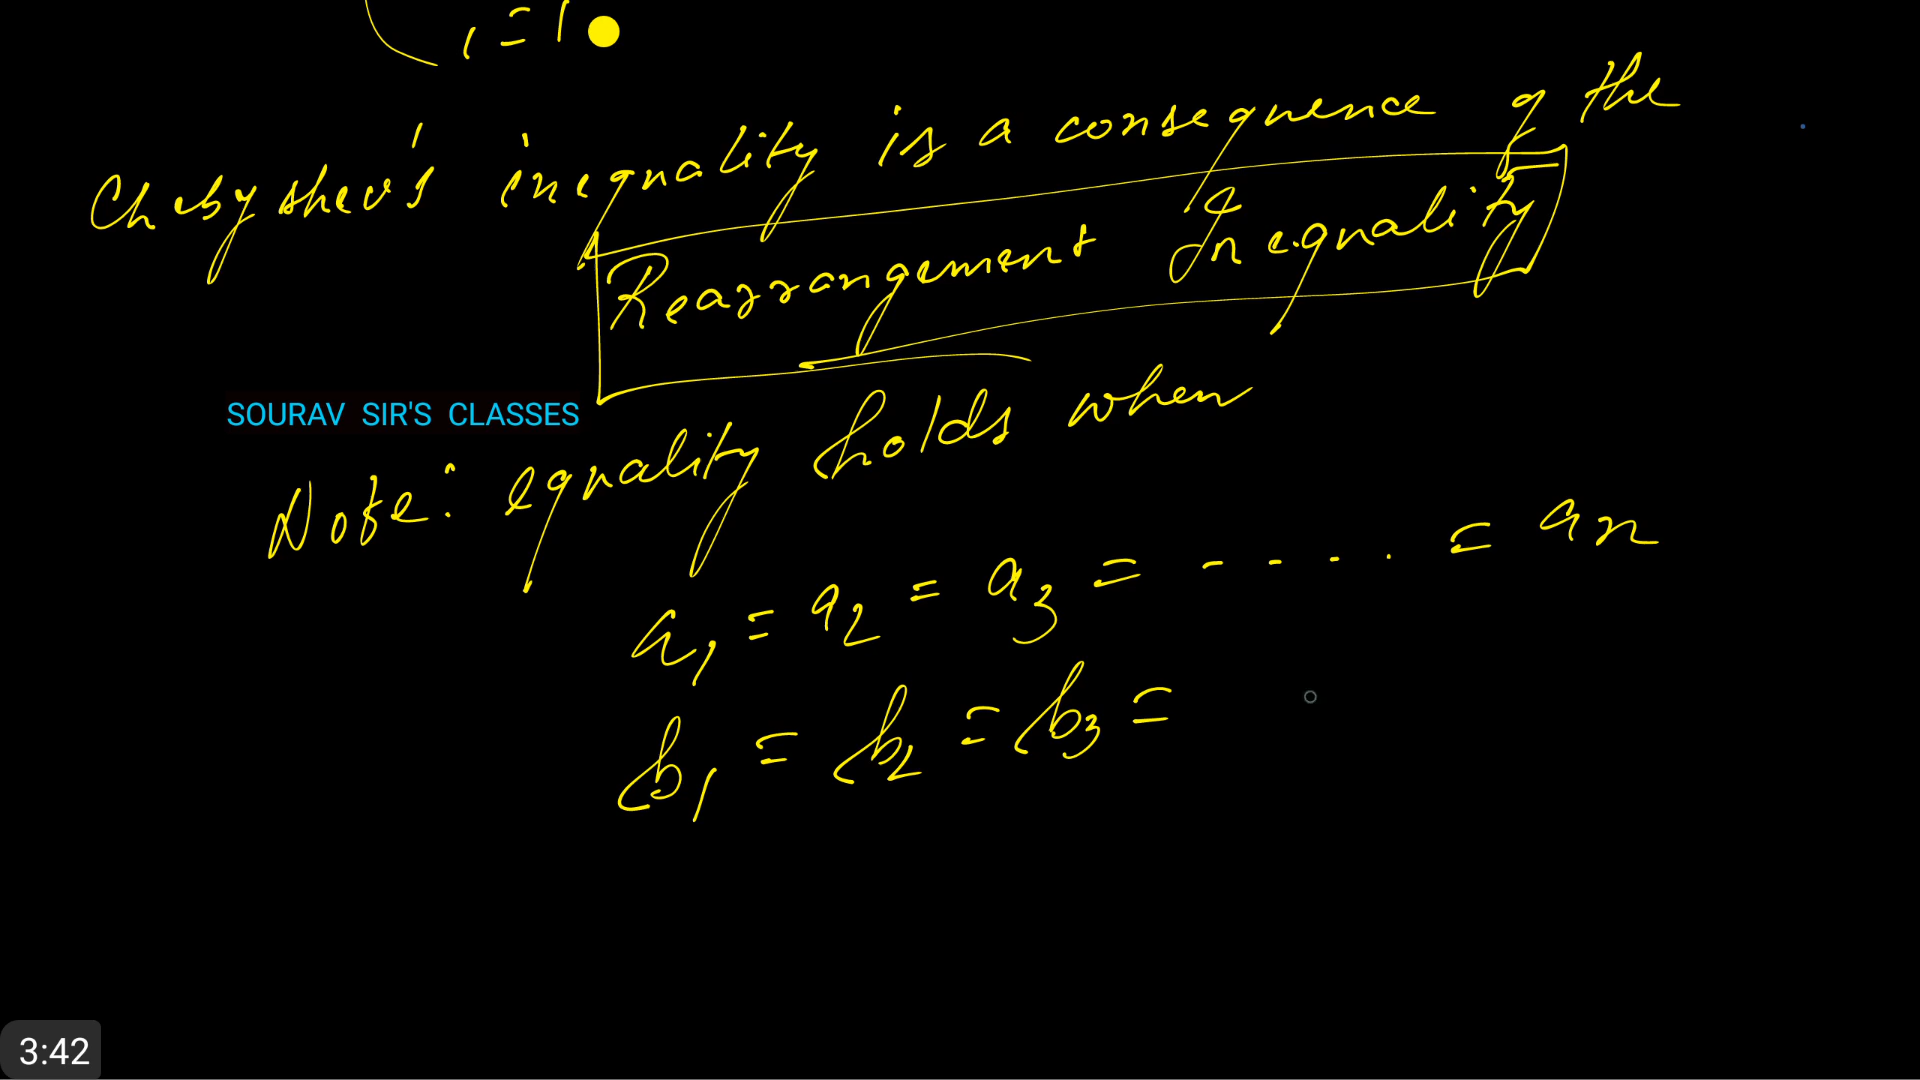 i = 1
Chebyshev's inequality is a consequence of the
Rearrangement Inequality
SOURAV SIR'S CLASSES
Note: equality holds when
a1 = a2 = a3 = - - - . . = an
b1 = b2 = b3 =
3:42